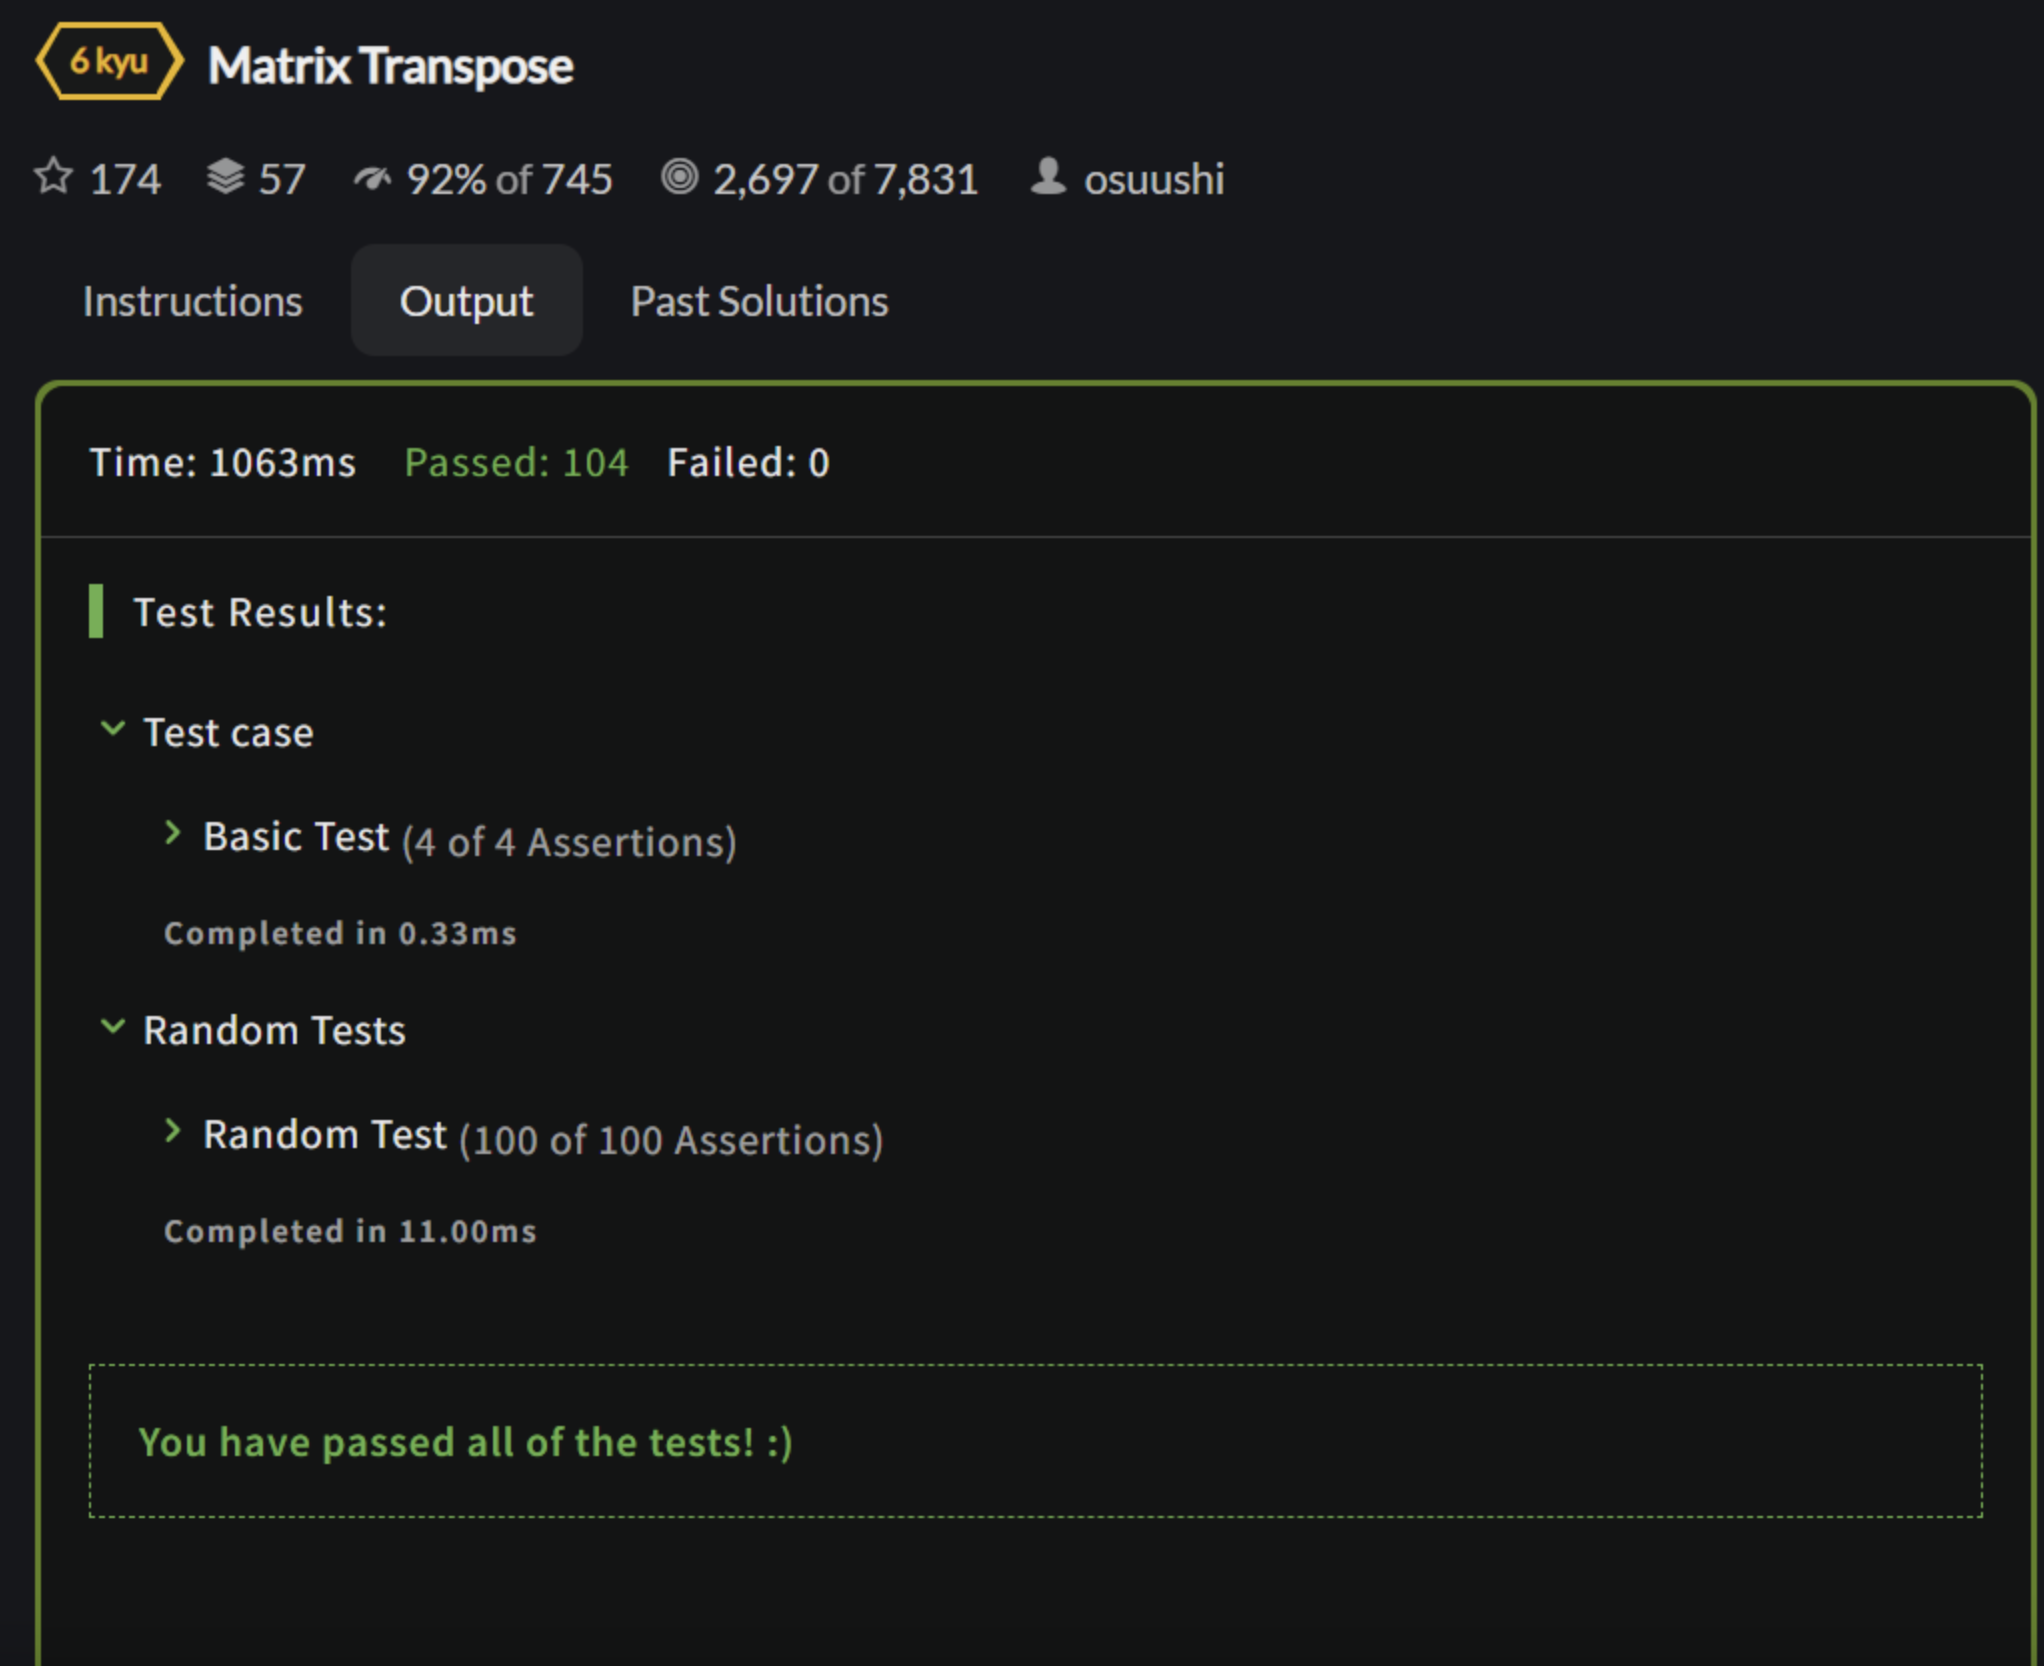 6 kyu Matrix Transpose
174 57 92% of 745 2,697 of 7,831 osuushi
Instructions Output Past Solutions
Time: 1063ms Passed: 104 Failed: 0
Test Results:
Test case
Basic Test (4 of 4 Assertions)
Completed in 0.33ms
Random Tests
Random Test (100 of 100 Assertions)
Completed in 11.00ms
You have passed all of the tests! :)